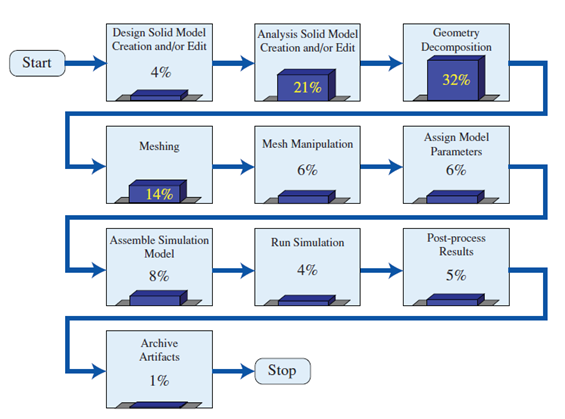 Start
Design Solid Model
Creation and/or Edit
4%
Analysis Solid Model
Creation and/or Edit
21%
Geometry
Decomposition
32%
Meshing
14%
Mesh Manipulation
6%
Assign Model
Parameters
6%
Assemble Simulation
Model
8%
Run Simulation
4%
Post-process
Results
5%
Archive
Artifacts
1%
Stop